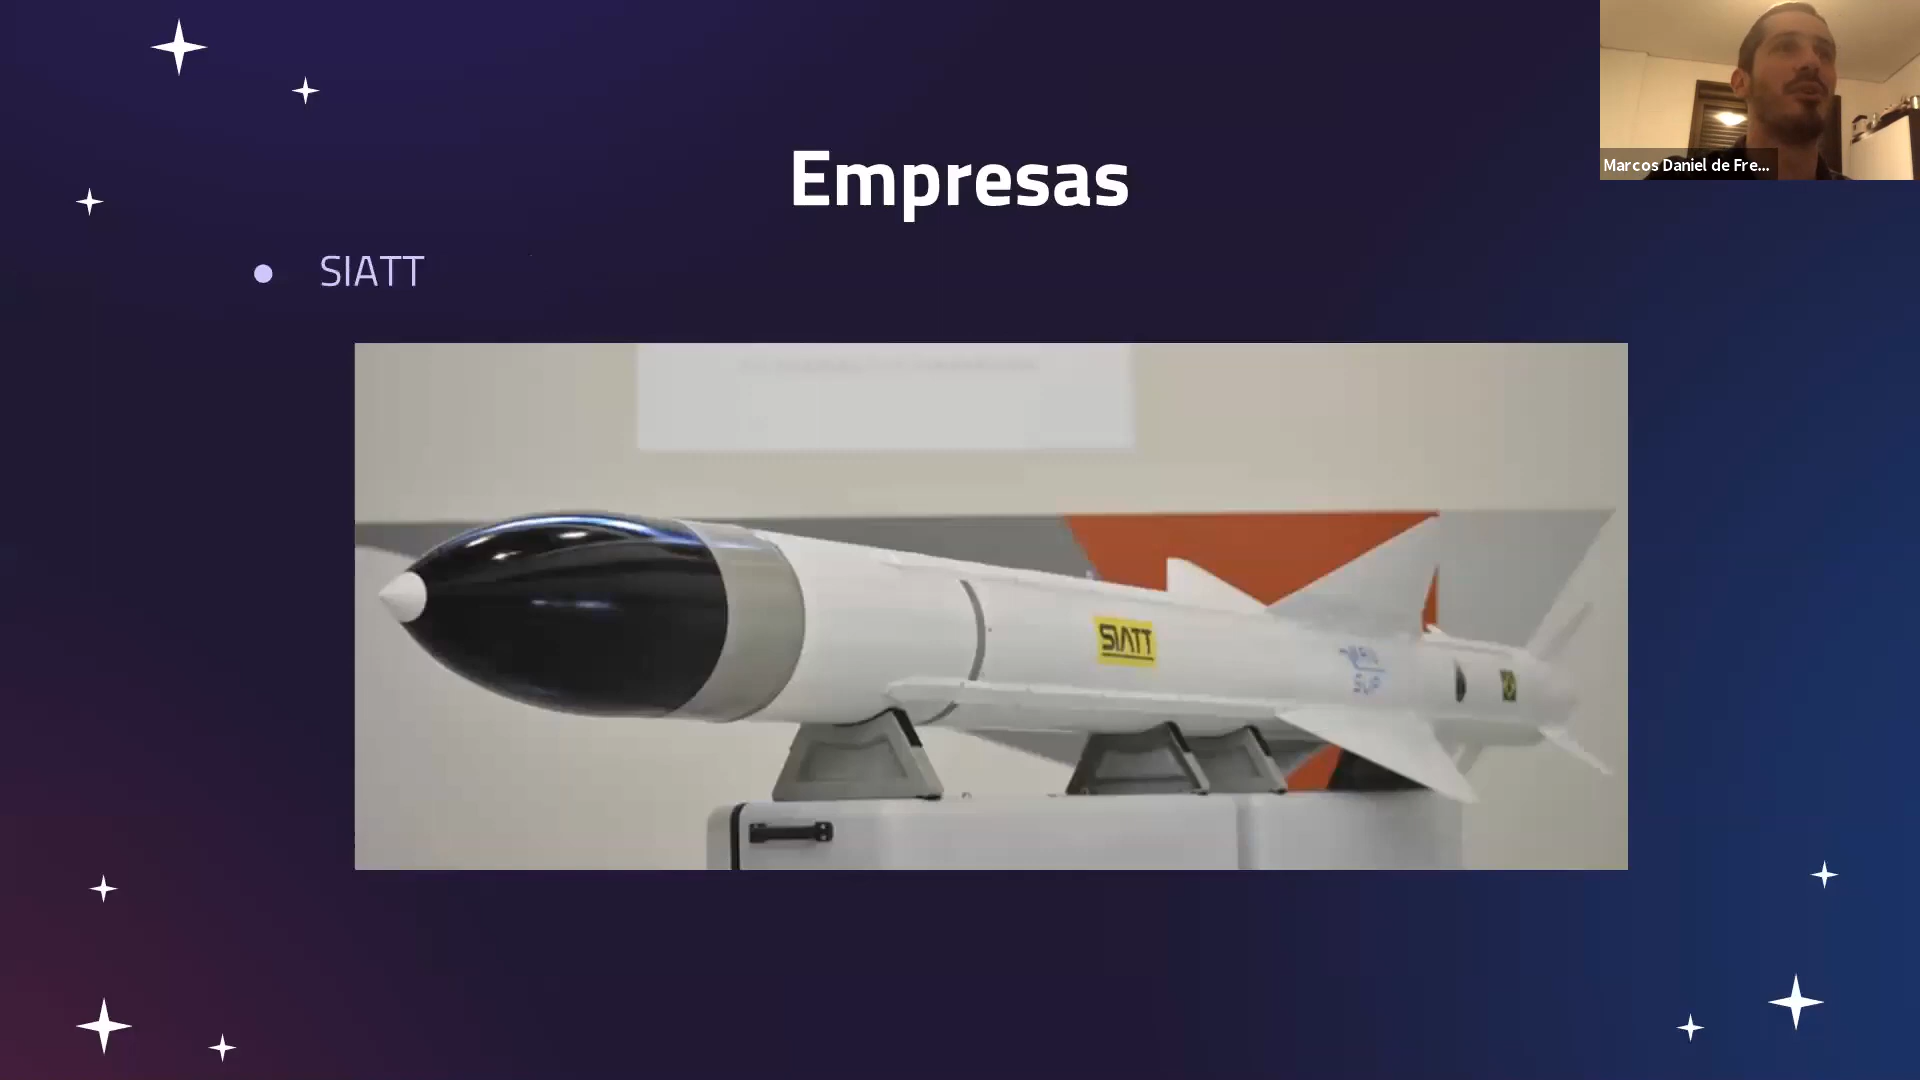 Empresas
Marcos Daniel de Fre...
● SIATT
SIATT